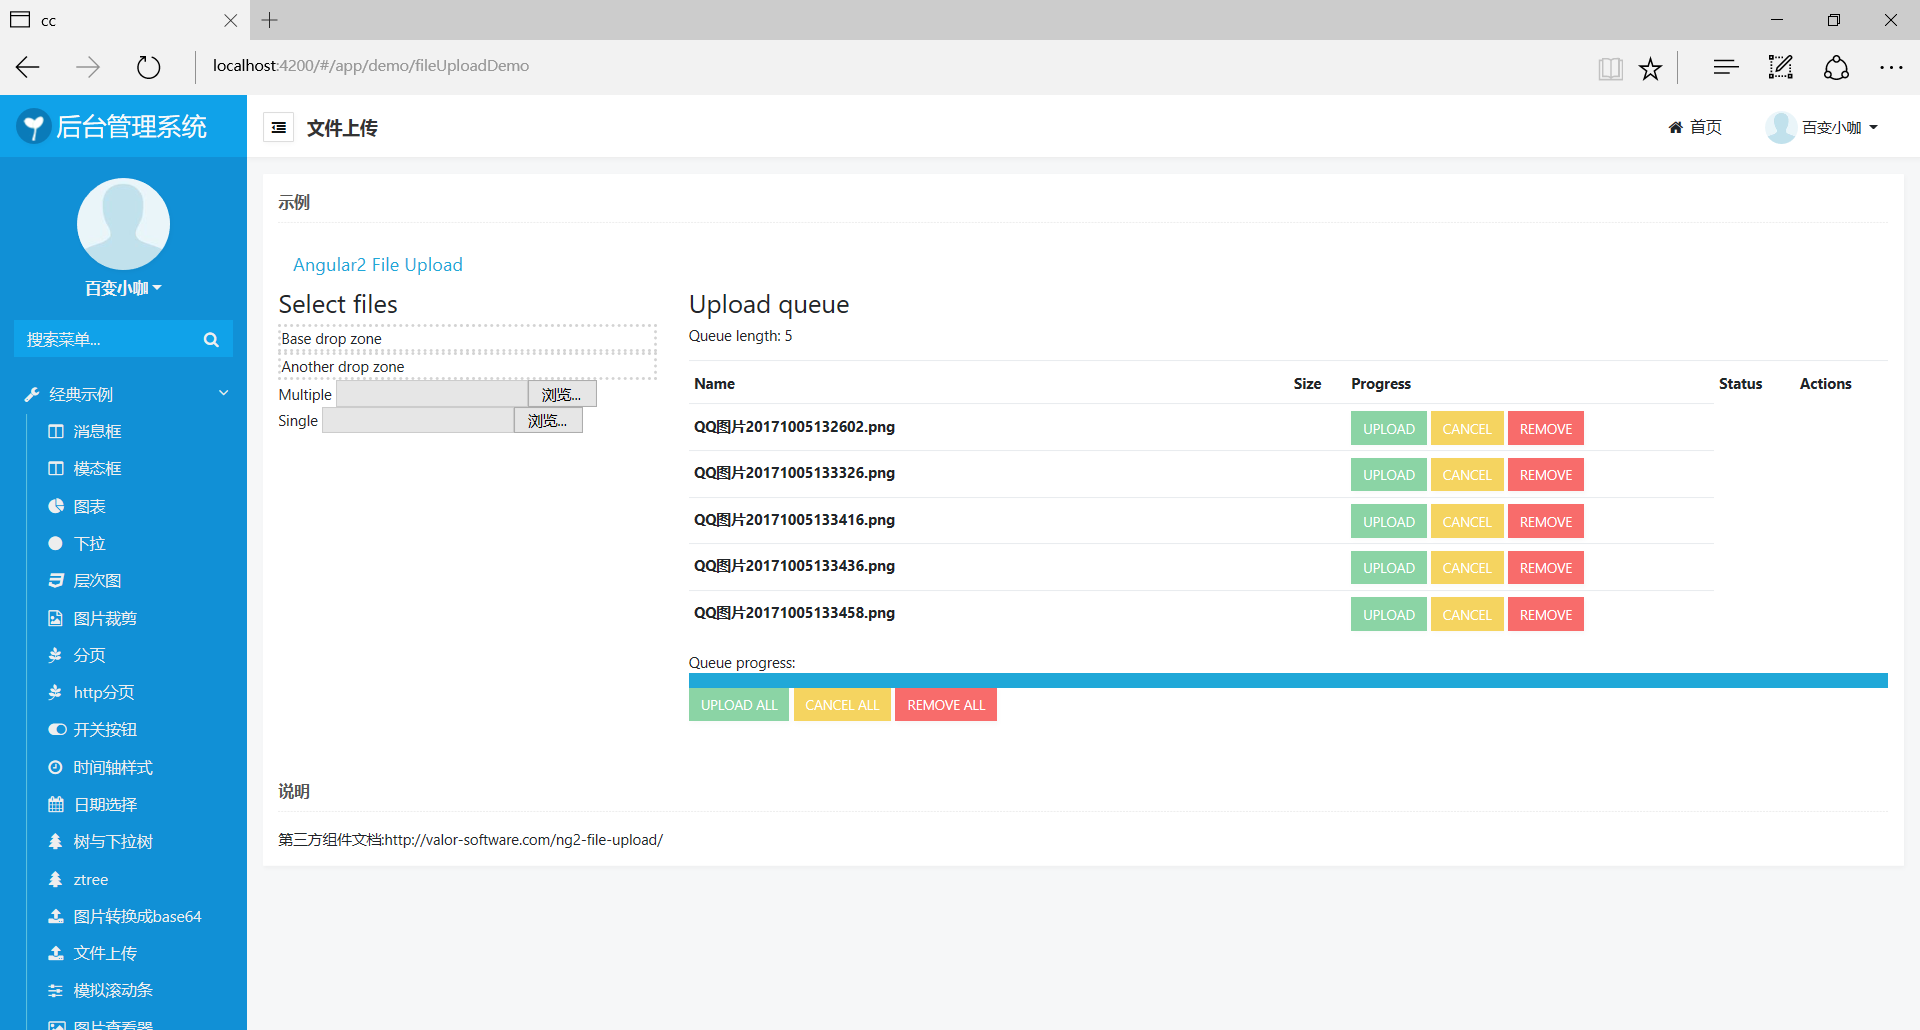 cc
localhost:4200/#/app/demo/fileUploadDemo
后台管理系统
文件上传
首页
百变小咖
百变小咖
搜索菜单...
经典示例
消息框
模态框
图表
下拉
层次图
图片裁剪
分页
http分页
开关按钮
时间轴样式
日期选择
树与下拉树
ztree
图片转换成base64
文件上传
模拟滚动条
图片查看器
示例
Angular2 File Upload
Select files
Base drop zone
Another drop zone
Multiple 浏览...
Single 浏览...
Upload queue
Queue length: 5
Name Size Progress Status Actions
QQ图片20171005132602.png UPLOAD CANCEL REMOVE
QQ图片20171005133326.png UPLOAD CANCEL REMOVE
QQ图片20171005133416.png UPLOAD CANCEL REMOVE
QQ图片20171005133436.png UPLOAD CANCEL REMOVE
QQ图片20171005133458.png UPLOAD CANCEL REMOVE
Queue progress:
UPLOAD ALL CANCEL ALL REMOVE ALL
说明
第三方组件文档:http://valor-software.com/ng2-file-upload/